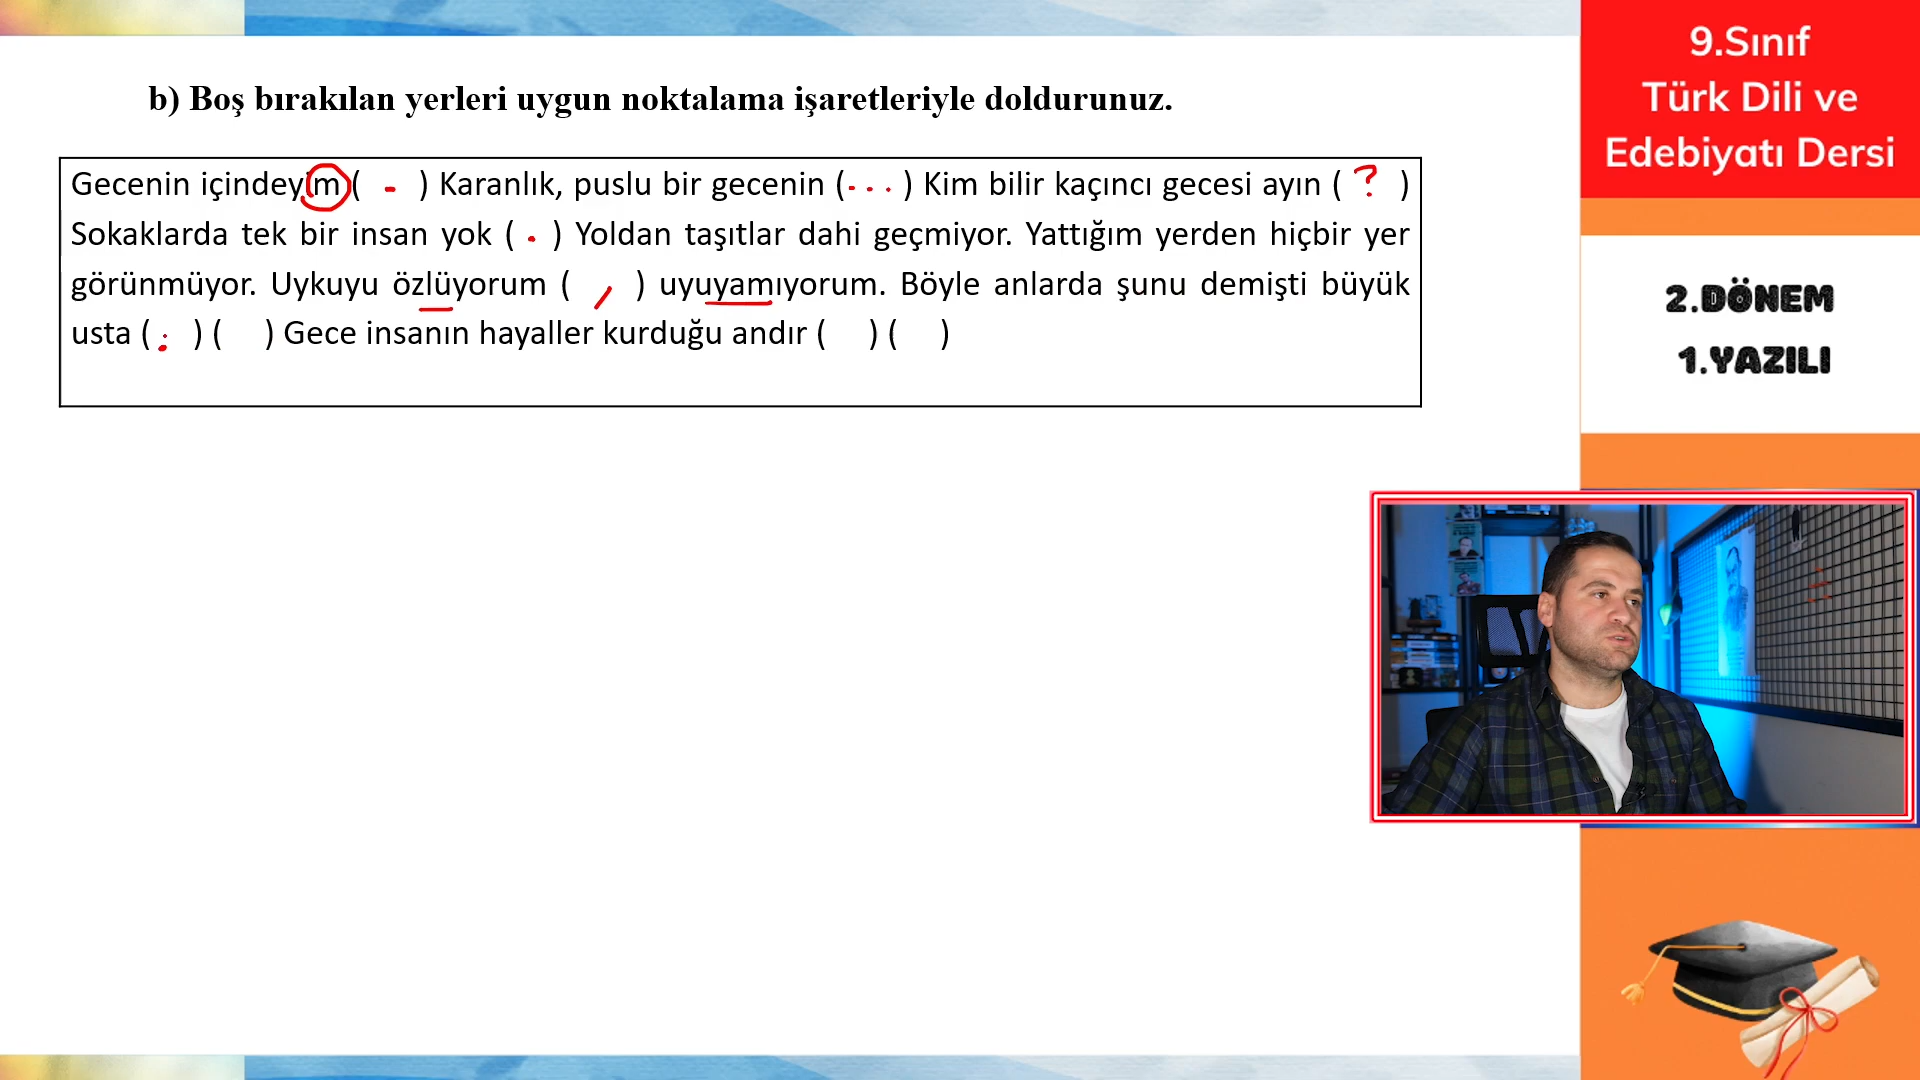 b) Boş bırakılan yerleri uygun noktalama işaretleriyle doldurunuz.
Gecenin içindeyim ( . ) Karanlık, puslu bir gecenin (...) Kim bilir kaçıncı gecesi ayın ( ? )
Sokaklarda tek bir insan yok ( . ) Yoldan taşıtlar dahi geçmiyor. Yattığım yerden hiçbir yer
görünmüyor. Uykuyu özlüyorum ( , ) uyuyamıyorum. Böyle anlarda şunu demişti büyük
usta ( : ) ( ) Gece insanın hayaller kurduğu andır ( ) ( )
9.Sınıf
Türk Dili ve
Edebiyatı Dersi
2.DÖNEM
1.YAZILI